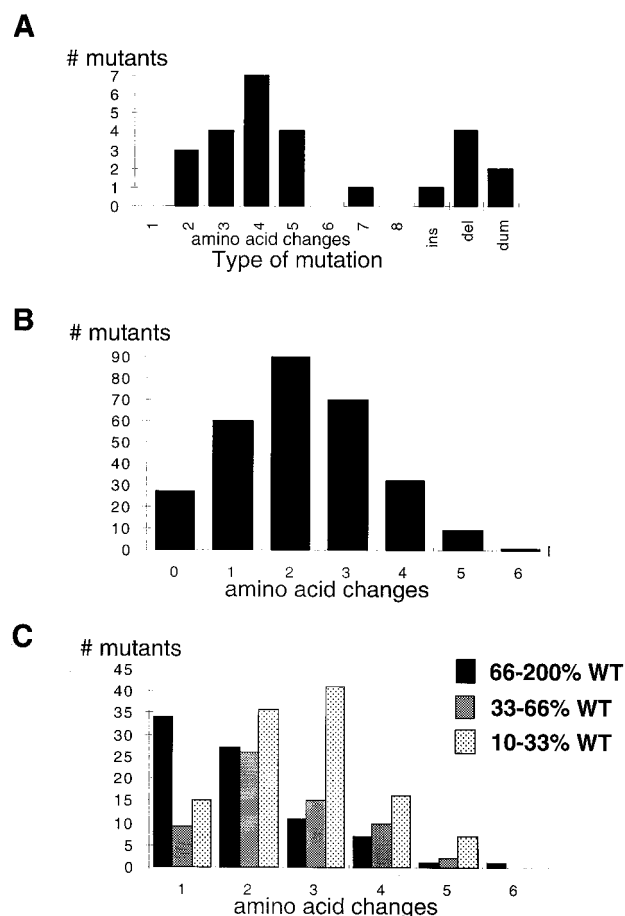 A
# mutants
7
6
5
4
3
2
1
0
1 2 3 4 5 6 7 8 ins del dum
amino acid changes
Type of mutation
B
# mutants
90
80
70
60
50
40
30
20
10
0
0 1 2 3 4 5 6
amino acid changes
C
# mutants
45
40
35
30
25
20
15
10
5
0
66-200% WT
33-66% WT
10-33% WT
1 2 3 4 5 6
amino acid changes